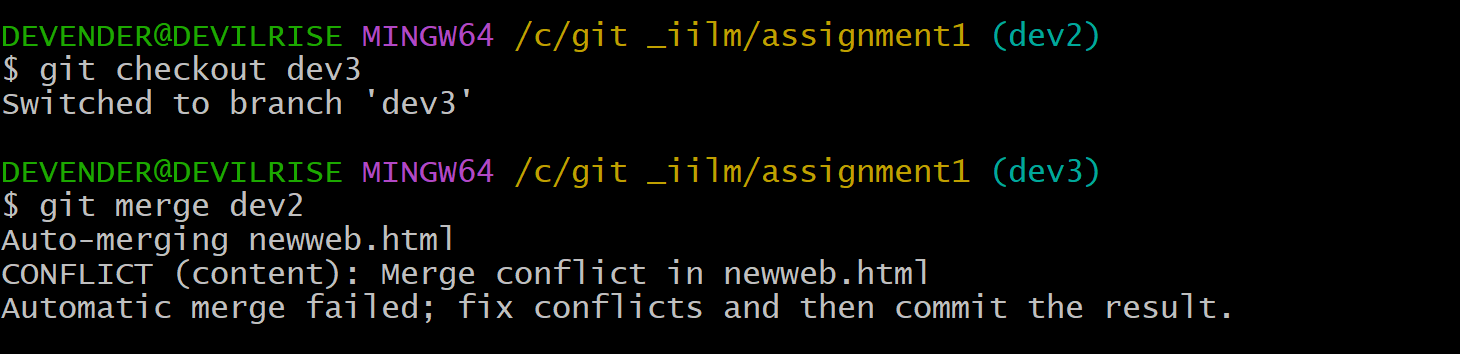 DEVENDER@DEVILRISE MINGW64 /c/git _iilm/assignment1 (dev2)
$ git checkout dev3
Switched to branch 'dev3'
DEVENDER@DEVILRISE MINGW64 /c/git _iilm/assignment1 (dev3)
$ git merge dev2
Auto-merging newweb.html
CONFLICT (content): Merge conflict in newweb.html
Automatic merge failed; fix conflicts and then commit the result.